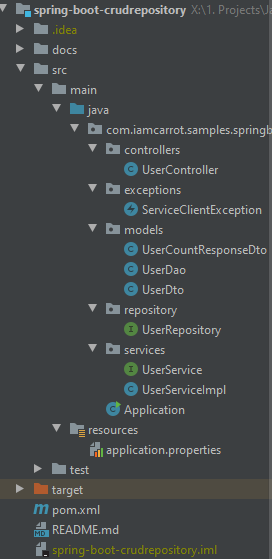 spring-boot-crudrepository X:\1. Projects\Ja
.idea
docs
src
main
java
com.iamcarrot.samples.springb
controllers
UserController
exceptions
ServiceClientException
models
UserCountResponseDto
UserDao
UserDto
repository
UserRepository
services
UserService
UserServiceImpl
Application
resources
application.properties
test
target
pom.xml
README.md
spring-boot-crudrepository.iml